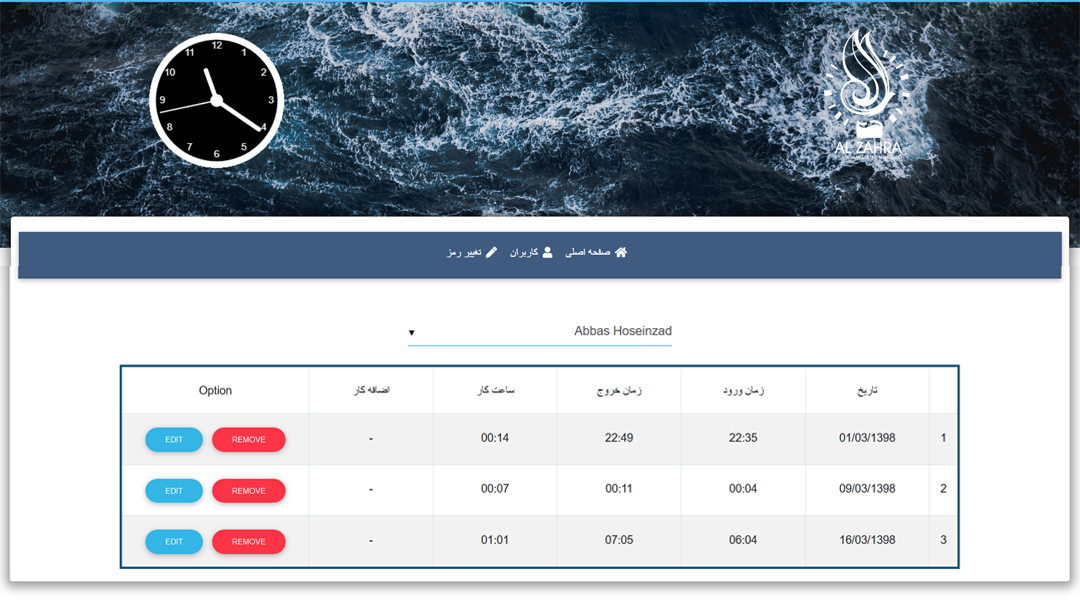 12
11 1
10 2
9 3
8 4
7 5
6
AL ZAHRA
صفحه اصلی کاربران تغییر رمز
Abbas Hoseinzad
تاریخ زمان ورود زمان خروج ساعت کار اضافه کار Option
1 01/03/1398 22:35 22:49 00:14 - REMOVE EDIT
2 09/03/1398 00:04 00:11 00:07 - REMOVE EDIT
3 16/03/1398 06:04 07:05 01:01 - REMOVE EDIT